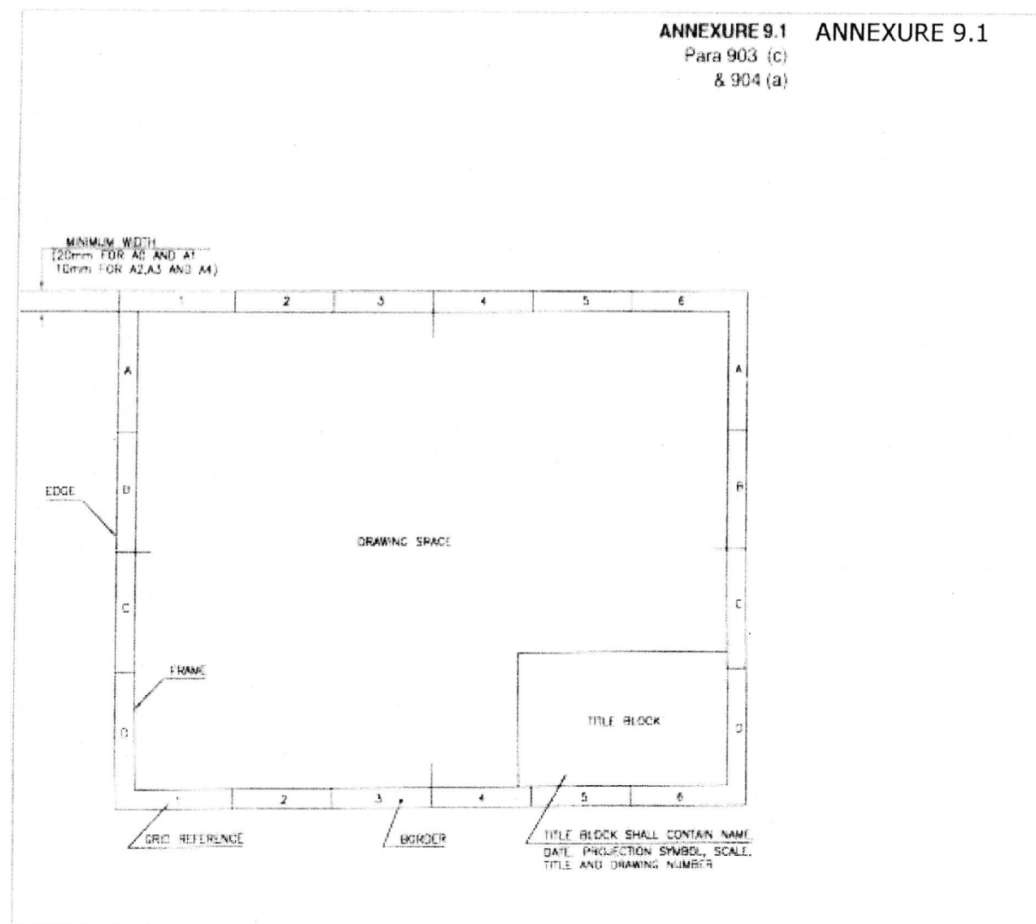 ANNEXURE 9.1 ANNEXURE 9.1
Para 903 (c)
& 904 (a)
MINIMUM WIDTH
(20mm FOR A0 AND A1
10mm FOR A2,A3 AND A4)
1 2 3 4 5 6
A A
B B
EDGE
DRAWING SPACE
C C
FRAME
TITLE BLOCK
D D
1 2 3 4 5 6
GRID REFERENCE
BORDER
TITLE BLOCK SHALL CONTAIN NAME,
DATE, PROJECTION SYMBOL, SCALE,
TITLE AND DRAWING NUMBER